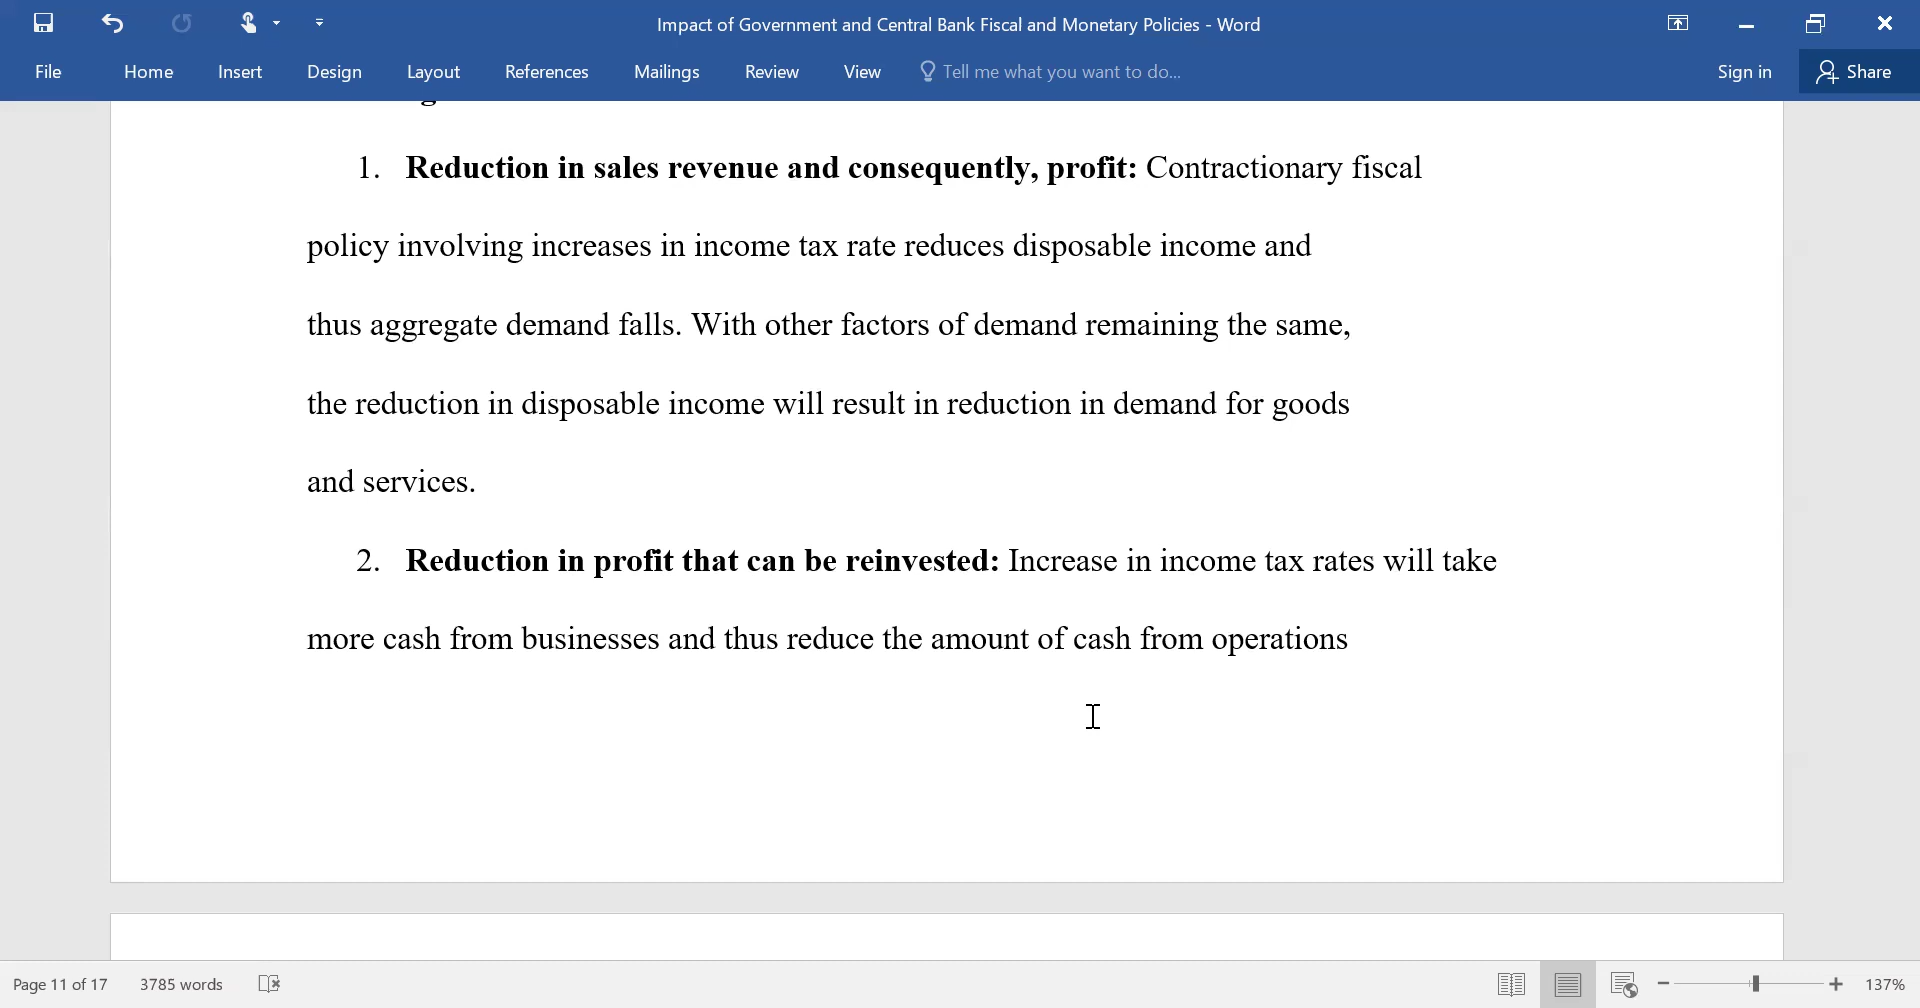 Impact of Government and Central Bank Fiscal and Monetary Policies - Word
File Home Insert Design Layout References Mailings Review View Tell me what you want to do... Sign in Share
1. Reduction in sales revenue and consequently, profit: Contractionary fiscal
policy involving increases in income tax rate reduces disposable income and
thus aggregate demand falls. With other factors of demand remaining the same,
the reduction in disposable income will result in reduction in demand for goods
and services.
2. Reduction in profit that can be reinvested: Increase in income tax rates will take
more cash from businesses and thus reduce the amount of cash from operations
Page 11 of 17 3785 words 137%